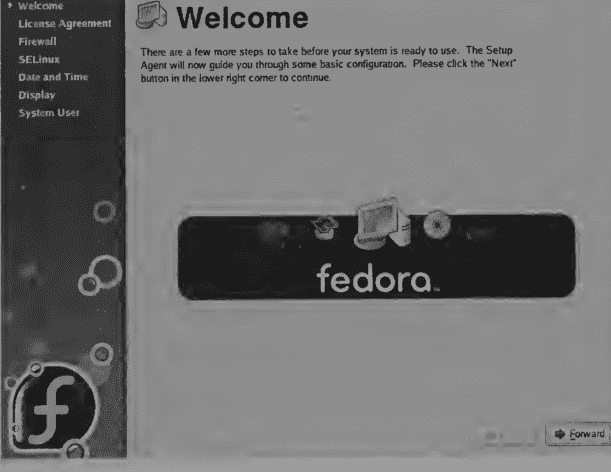 Welcome
License Agreement
Firewall
SELinux
Date and Time
Display
System User
Welcome
There are a few more steps to take before your system is ready to use. The Setup
Agent will now guide you through some basic configuration. Please click the "Next"
button in the lower right corner to continue.
fedora
Forward